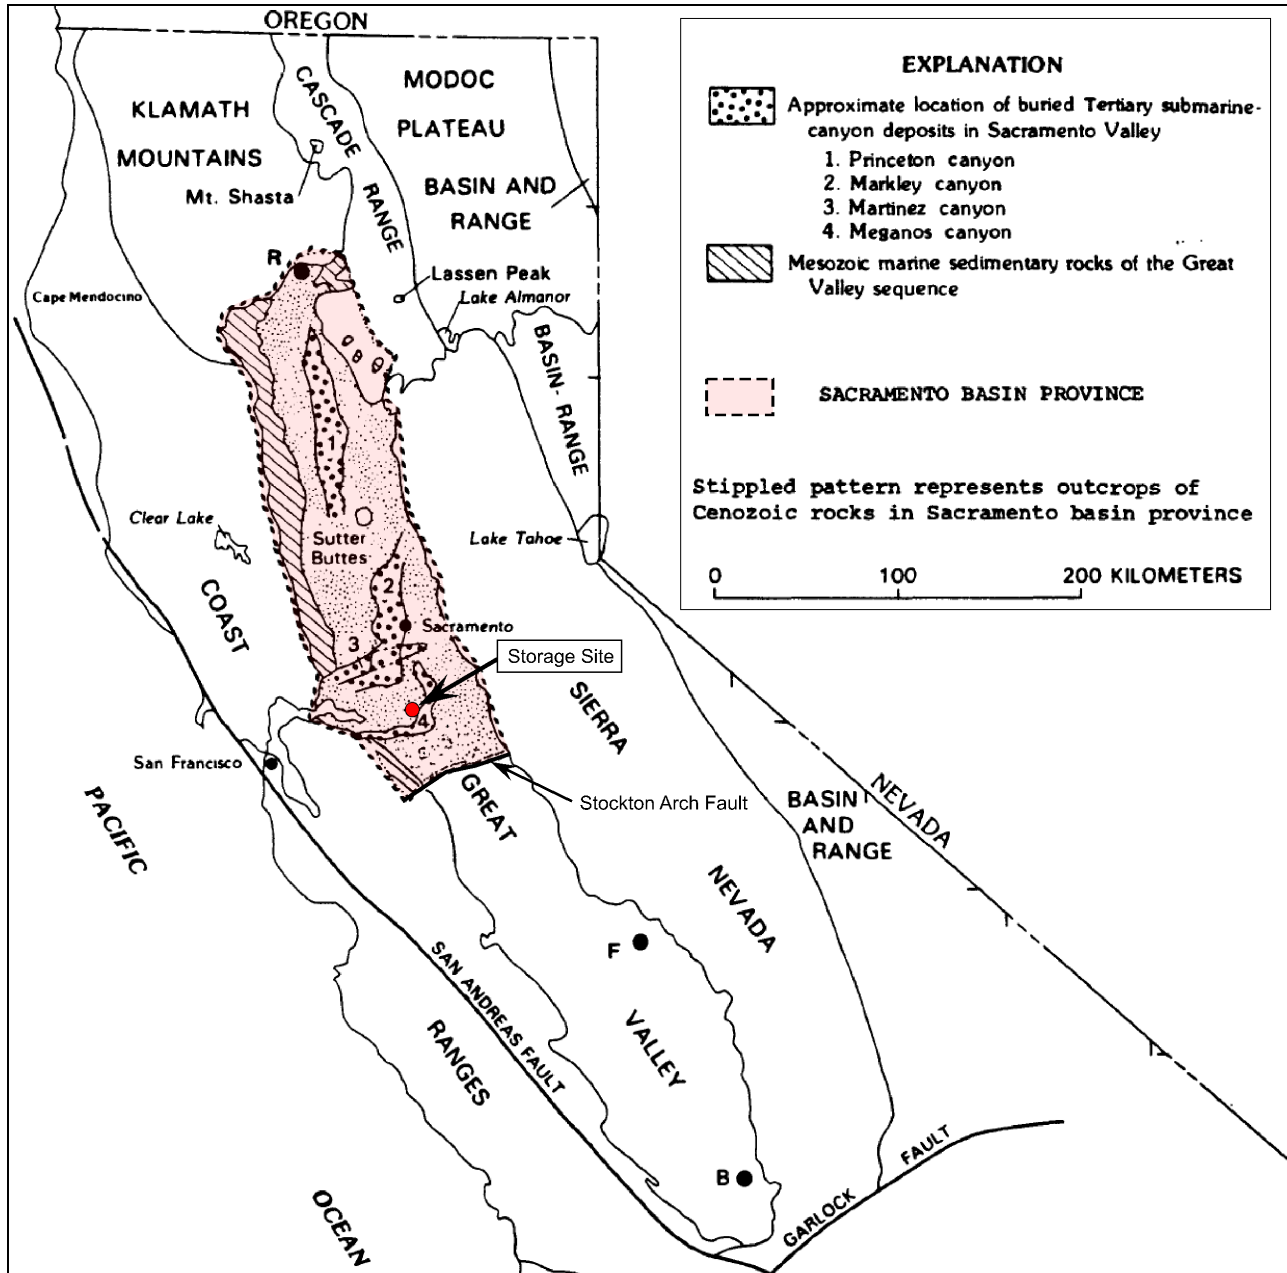 OREGON
KLAMATH
MOUNTAINS
CASCADE RANGE
MODOC
PLATEAU
BASIN AND
RANGE
Mt. Shasta
R
Lassen Peak
Lake Almanor
Cape Mendocino
BASIN-RANGE
1
Clear Lake
Sutter
Buttes
Lake Tahoe
2
COAST
Sacramento
3
Storage Site
4
SIERRA
San Francisco
Stockton Arch Fault
GREAT
PACIFIC
BASIN
AND
RANGE
NEVADA
NEVADA
F
SAN ANDREAS FAULT
VALLEY
RANGES
B
GARLOCK FAULT
OCEAN
EXPLANATION
Approximate location of buried Tertiary submarine-
canyon deposits in Sacramento Valley
1. Princeton canyon
2. Markley canyon
3. Martinez canyon
4. Meganos canyon
Mesozoic marine sedimentary rocks of the Great
Valley sequence
SACRAMENTO BASIN PROVINCE
Stippled pattern represents outcrops of
Cenozoic rocks in Sacramento basin province
0 100 200 KILOMETERS